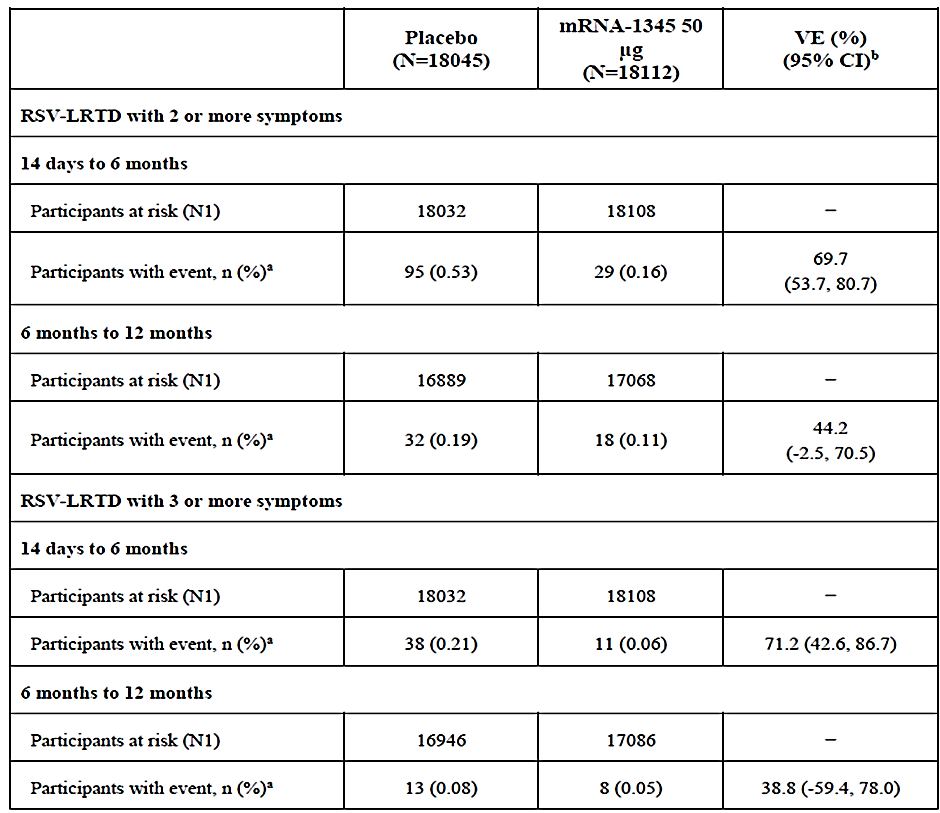 Placebo
(N=18045)
mRNA-1345 50
µg
(N=18112)
VE (%)
(95% CI)ᵇ
RSV-LRTD with 2 or more symptoms
14 days to 6 months
Participants at risk (N1) 18032 18108 –
Participants with event, n (%)ᵃ 95 (0.53) 29 (0.16) 69.7
(53.7, 80.7)
6 months to 12 months
Participants at risk (N1) 16889 17068 –
Participants with event, n (%)ᵃ 32 (0.19) 18 (0.11) 44.2
(-2.5, 70.5)
RSV-LRTD with 3 or more symptoms
14 days to 6 months
Participants at risk (N1) 18032 18108 –
Participants with event, n (%)ᵃ 38 (0.21) 11 (0.06) 71.2 (42.6, 86.7)
6 months to 12 months
Participants at risk (N1) 16946 17086 –
Participants with event, n (%)ᵃ 13 (0.08) 8 (0.05) 38.8 (-59.4, 78.0)